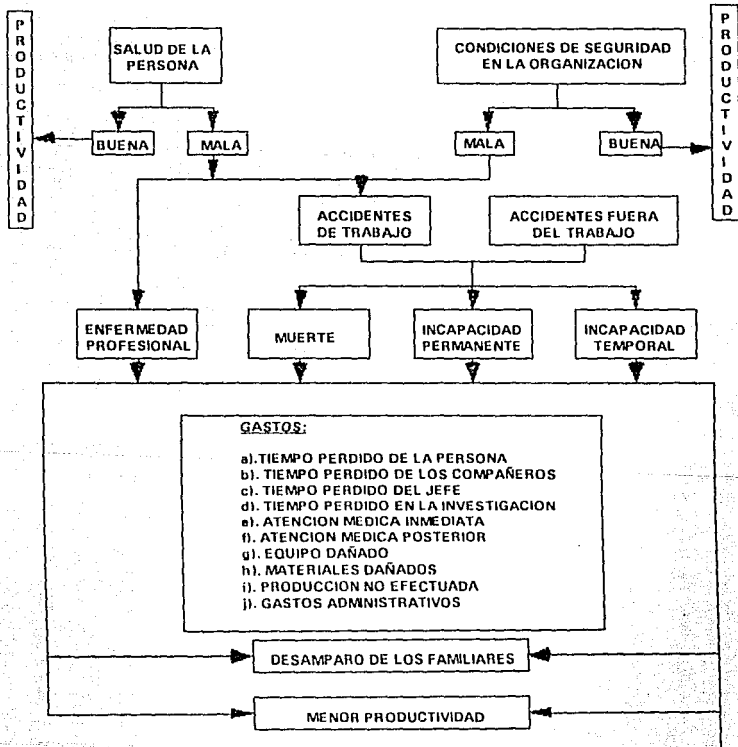 PRODUCTIVIDAD
SALUD DE LA
PERSONA
CONDICIONES DE SEGURIDAD
EN LA ORGANIZACION
PRODUCTIVIDAD
BUENA
MALA
MALA
BUENA
ACCIDENTES
DE TRABAJO
ACCIDENTES FUERA
DEL TRABAJO
ENFERMEDAD
PROFESIONAL
MUERTE
INCAPACIDAD
PERMANENTE
INCAPACIDAD
TEMPORAL
GASTOS:
a).TIEMPO PERDIDO DE LA PERSONA
b). TIEMPO PERDIDO DE LOS COMPAÑEROS
c). TIEMPO PERDIDO DEL JEFE
d). TIEMPO PERDIDO EN LA INVESTIGACION
e). ATENCION MEDICA INMEDIATA
f). ATENCION MEDICA POSTERIOR
g). EQUIPO DAÑADO
h). MATERIALES DAÑADOS
i). PRODUCCION NO EFECTUADA
j). GASTOS ADMINISTRATIVOS
DESAMPARO DE LOS FAMILIARES
MENOR PRODUCTIVIDAD